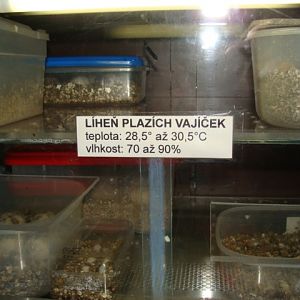 LÍHEŇ PLAZÍCH VAJÍČEK
teplota: 28,5° až 30,5°C
vlhkost: 70 až 90%